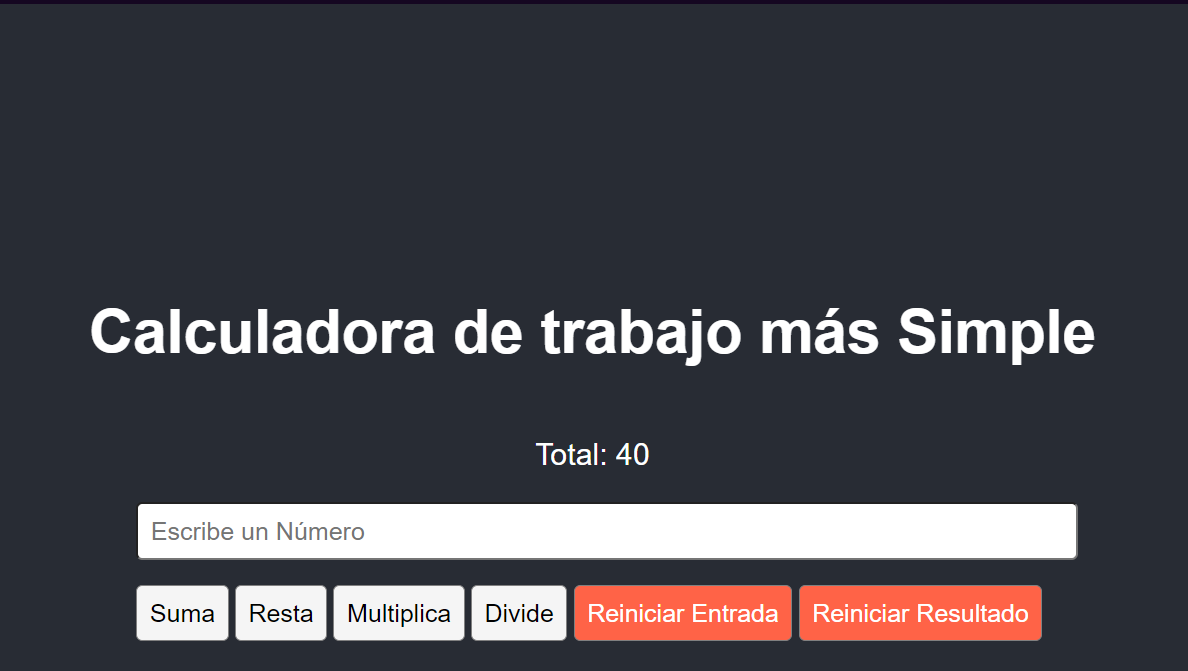 Calculadora de trabajo más Simple
Total: 40
Escribe un Número
Suma Resta Multiplica Divide Reiniciar Entrada Reiniciar Resultado